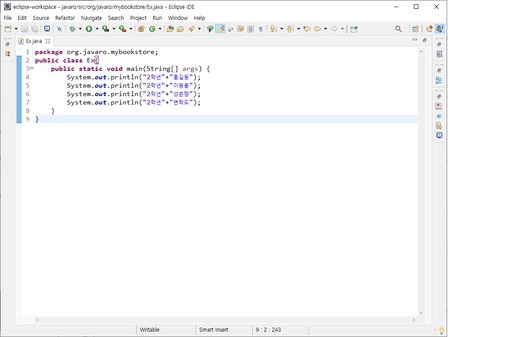 eclipse-workspace - javaro/src/org/javaro/mybookstore/Ex.java - Eclipse IDE
File Edit Source Refactor Navigate Search Project Run Window Help
Ex.java
1 package org.javaro.mybookstore;
2 public class Ex{
3 public static void main(String[] args) {
4 System.out.println("2학년"+"홍길동");
5 System.out.println("2학년"+"이몽룡");
6 System.out.println("2학년"+"성춘향");
7 System.out.println("2학년"+"변학도");
8 }
9 }
Writable Smart Insert 9 : 2 : 243